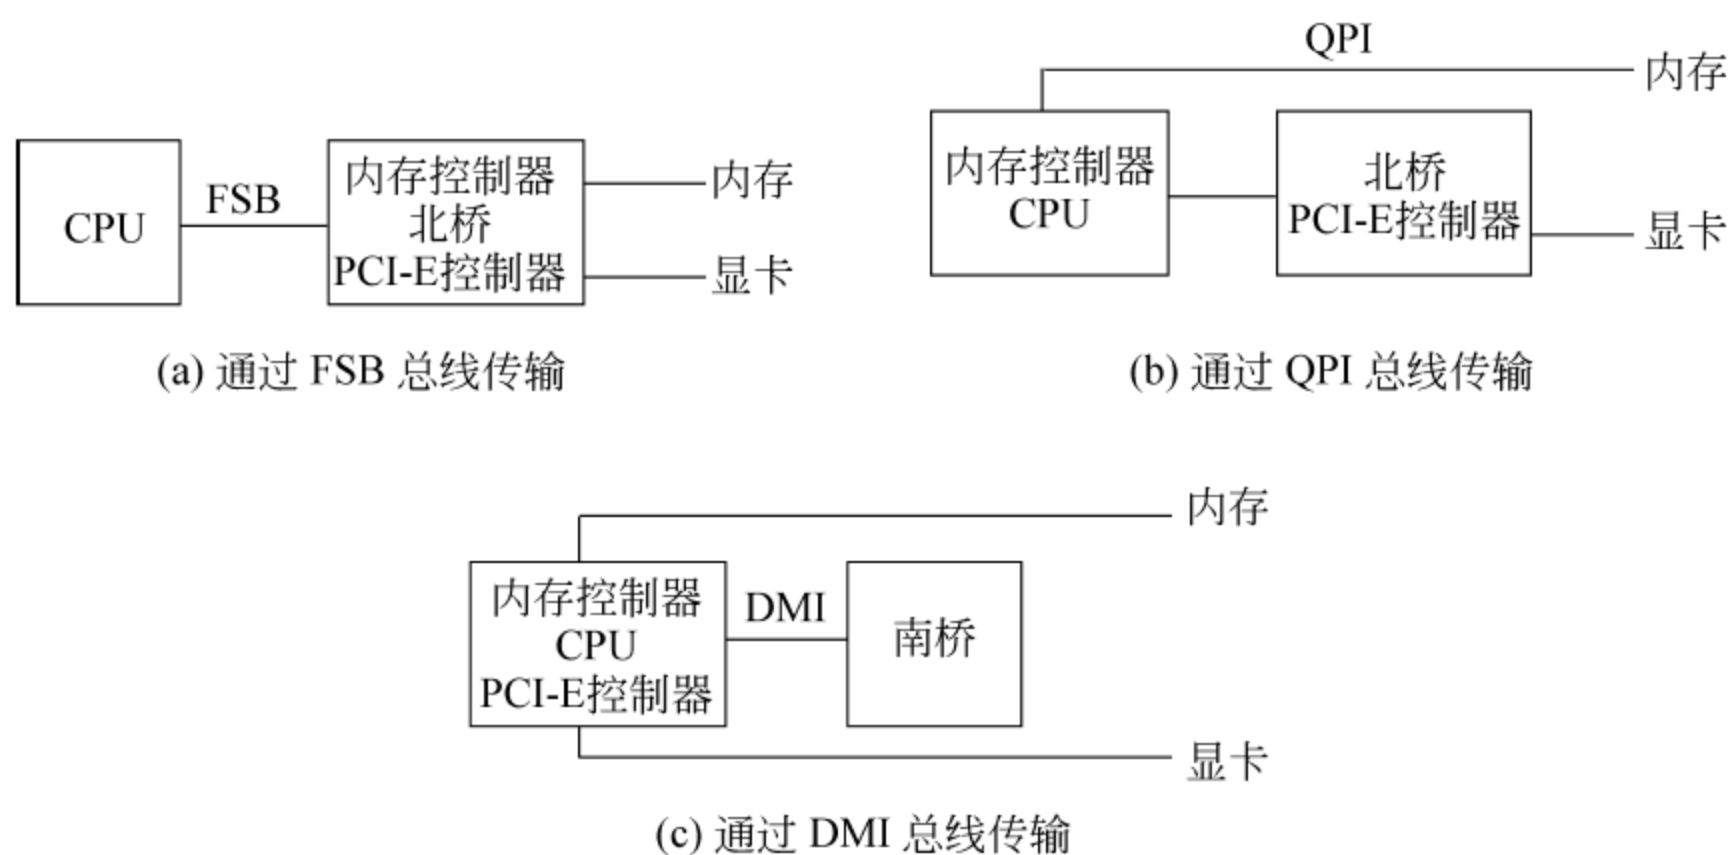 CPU
FSB
内存控制器
北桥
PCI-E控制器
内存
显卡
(a) 通过 FSB 总线传输
QPI
内存
内存控制器
CPU
北桥
PCI-E控制器
显卡
(b) 通过 QPI 总线传输
内存
内存控制器
CPU
PCI-E控制器
DMI
南桥
显卡
(c) 通过 DMI 总线传输